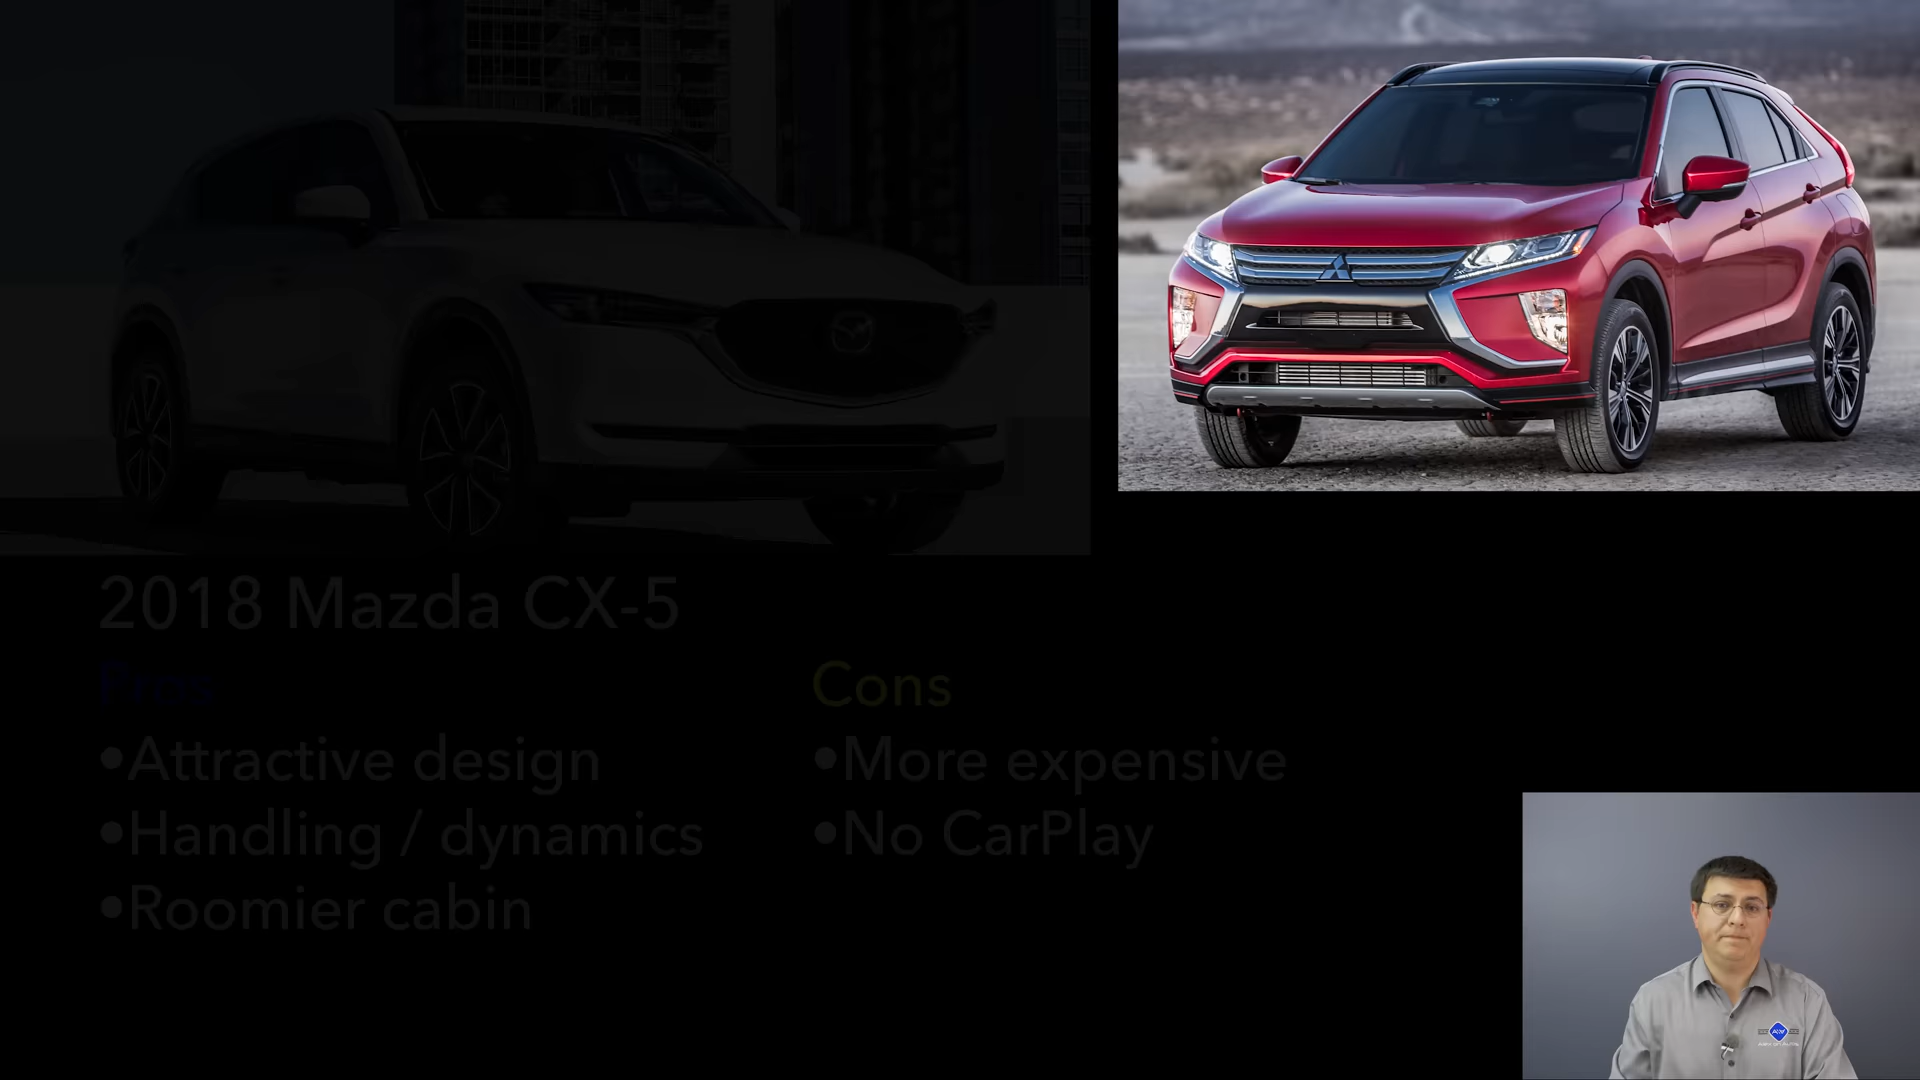 2018 Mazda CX-5
Pros
•Attractive design
•Handling / dynamics
•Roomier cabin
Cons
•More expensive
•No CarPlay